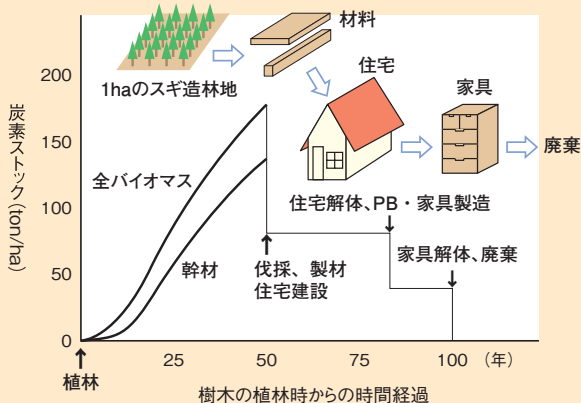 材料
1haのスギ造林地
住宅
家具
廃棄
炭素ストック(ton/ha)
200
150
100
50
0
全バイオマス
幹材
住宅解体、PB・家具製造
伐採、製材
住宅建設
家具解体、廃棄
植林
25
50
75
100
(年)
樹木の植林時からの時間経過